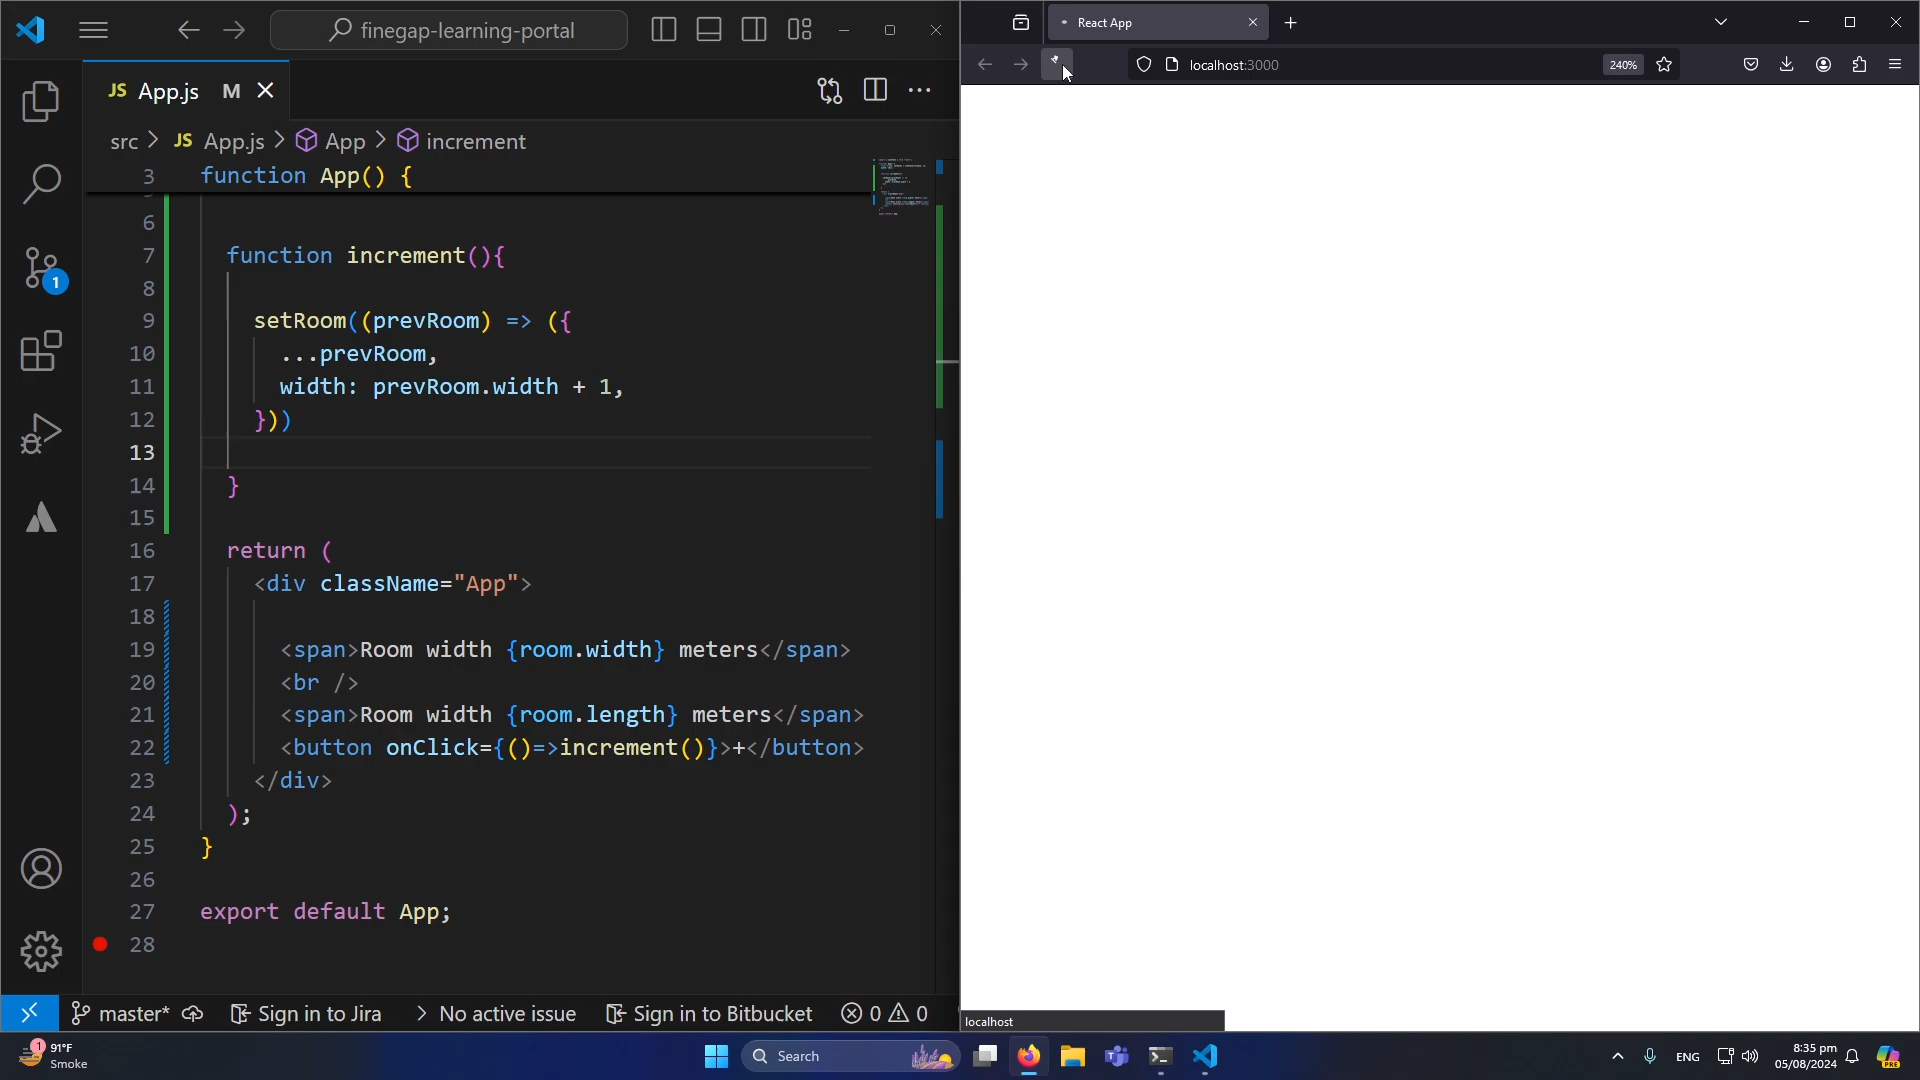 finegap-learning-portal
JS App.js M
src > JS App.js > App > increment
3 function App() {
6
7 function increment(){
8
9 setRoom((prevRoom) => ({
10 ...prevRoom,
11 width: prevRoom.width + 1,
12 }))
13
14 }
15
16 return (
17 <div className="App">
18
19 <span>Room width {room.width} meters</span>
20 <br />
21 <span>Room width {room.length} meters</span>
22 <button onClick={()=>increment()}>+</button>
23 </div>
24 );
25 }
26
27 export default App;
28
1
master* Sign in to Jira > No active issue Sign in to Bitbucket 0 0
React App
localhost:3000
240%
localhost
1
91°F
Smoke
Search
ENG
8:35 pm
05/08/2024
PRE